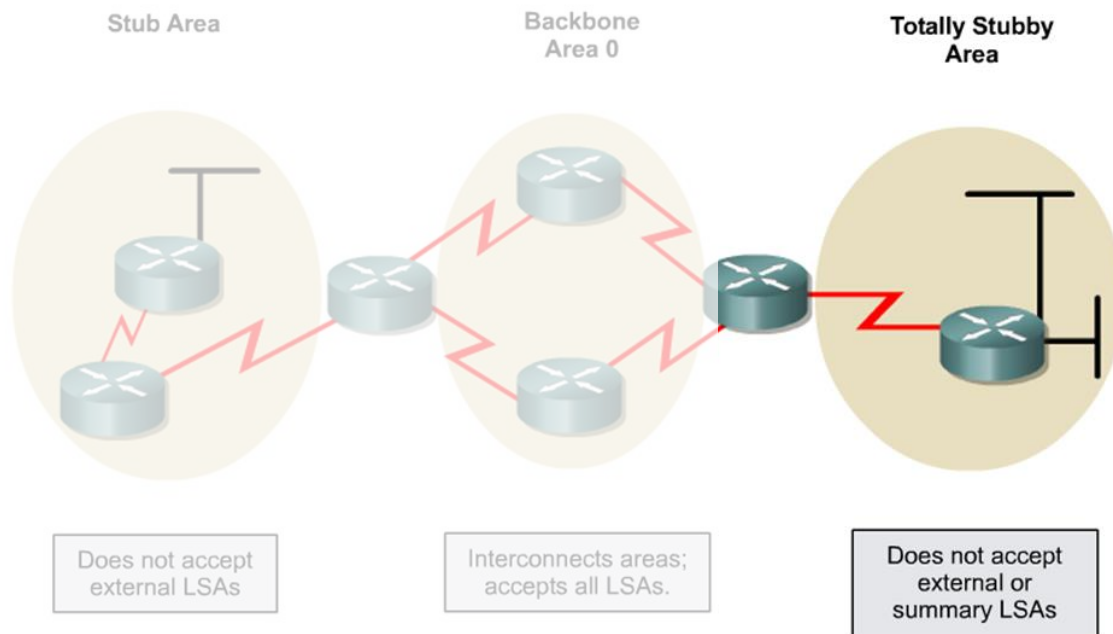 Stub Area
Backbone
Area 0
Totally Stubby
Area
Does not accept
external LSAs
Interconnects areas;
accepts all LSAs.
Does not accept
external or
summary LSAs